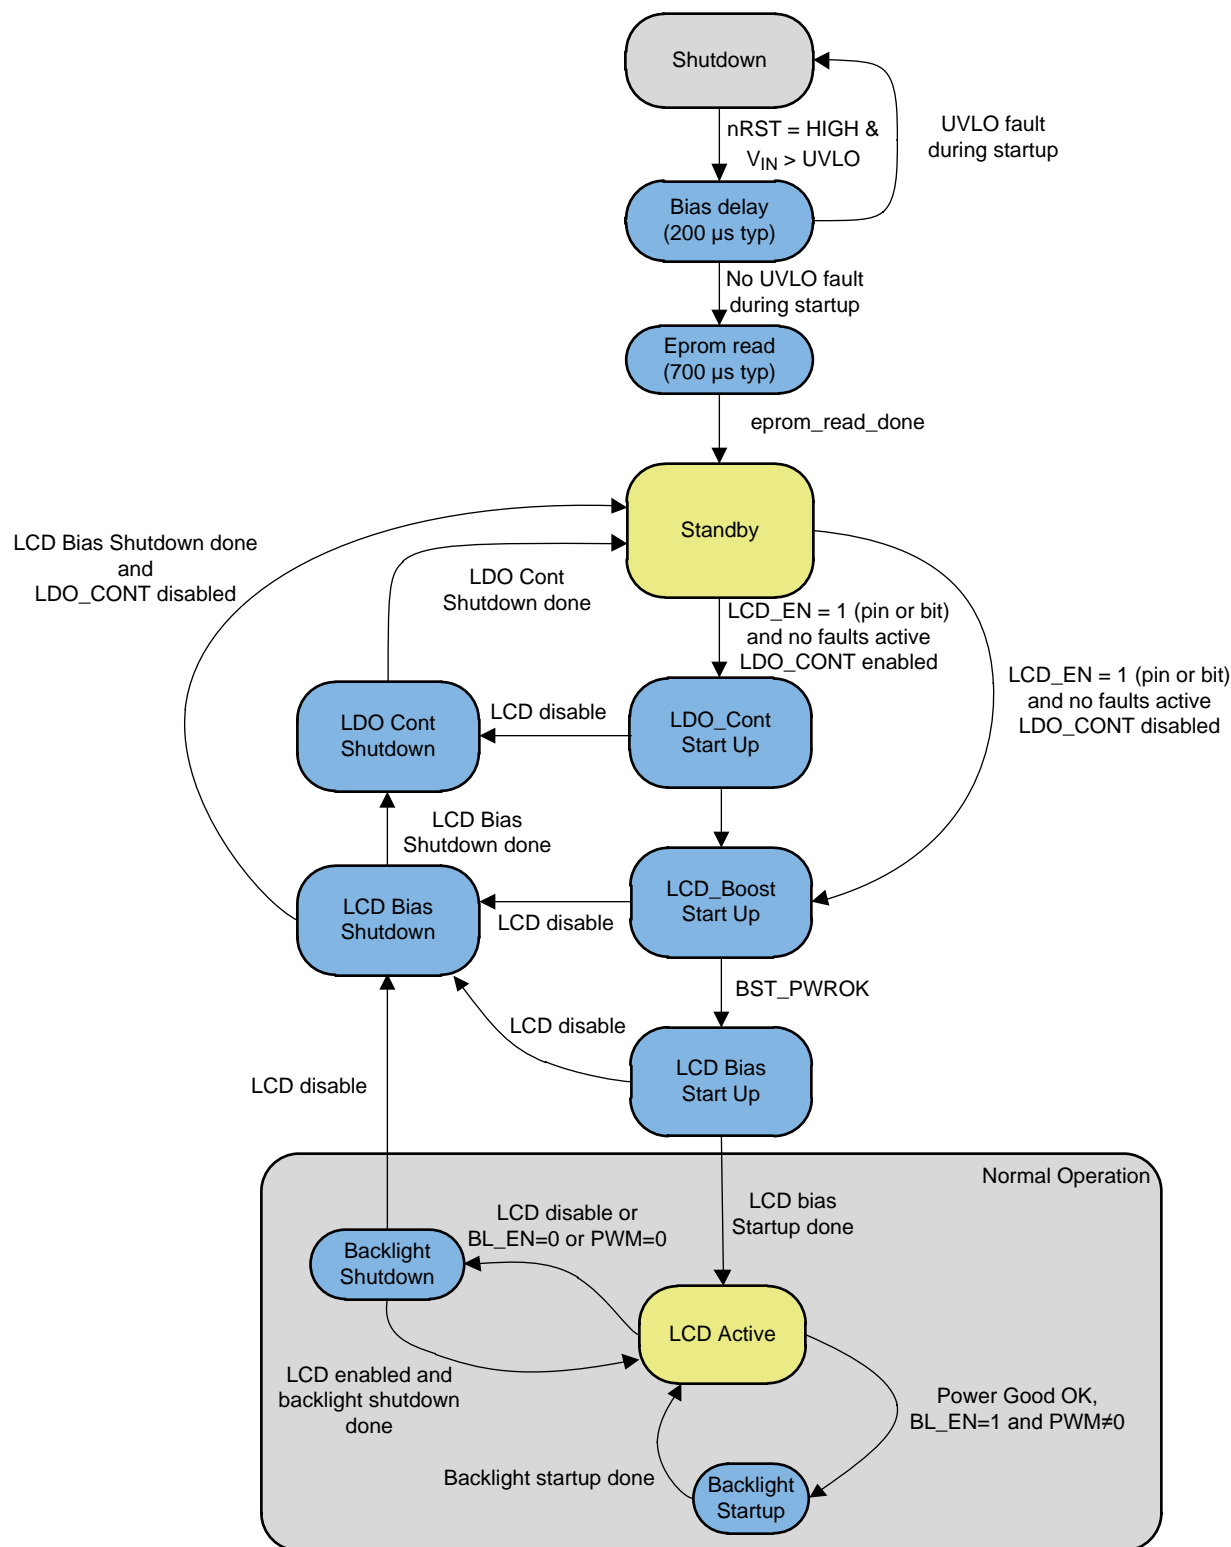 Shutdown
nRST = HIGH &
VIN > UVLO
UVLO fault
during startup
Bias delay
(200 µs typ)
No UVLO fault
during startup
Eprom read
(700 µs typ)
eprom_read_done
Standby
LCD Bias Shutdown done
and
LDO_CONT disabled
LDO Cont
Shutdown done
LCD_EN = 1 (pin or bit)
and no faults active
LDO_CONT enabled
LCD_EN = 1 (pin or bit)
and no faults active
LDO_CONT disabled
LDO Cont
Shutdown
LCD disable
LDO_Cont
Start Up
LCD Bias
Shutdown done
LCD Bias
Shutdown
LCD disable
LCD_Boost
Start Up
BST_PWROK
LCD disable
LCD Bias
Start Up
LCD disable
Normal Operation
LCD bias
Startup done
LCD disable or
BL_EN=0 or PWM=0
Backlight
Shutdown
LCD Active
LCD enabled and
backlight shutdown
done
Power Good OK,
BL_EN=1 and PWM≠0
Backlight startup done
Backlight
Startup